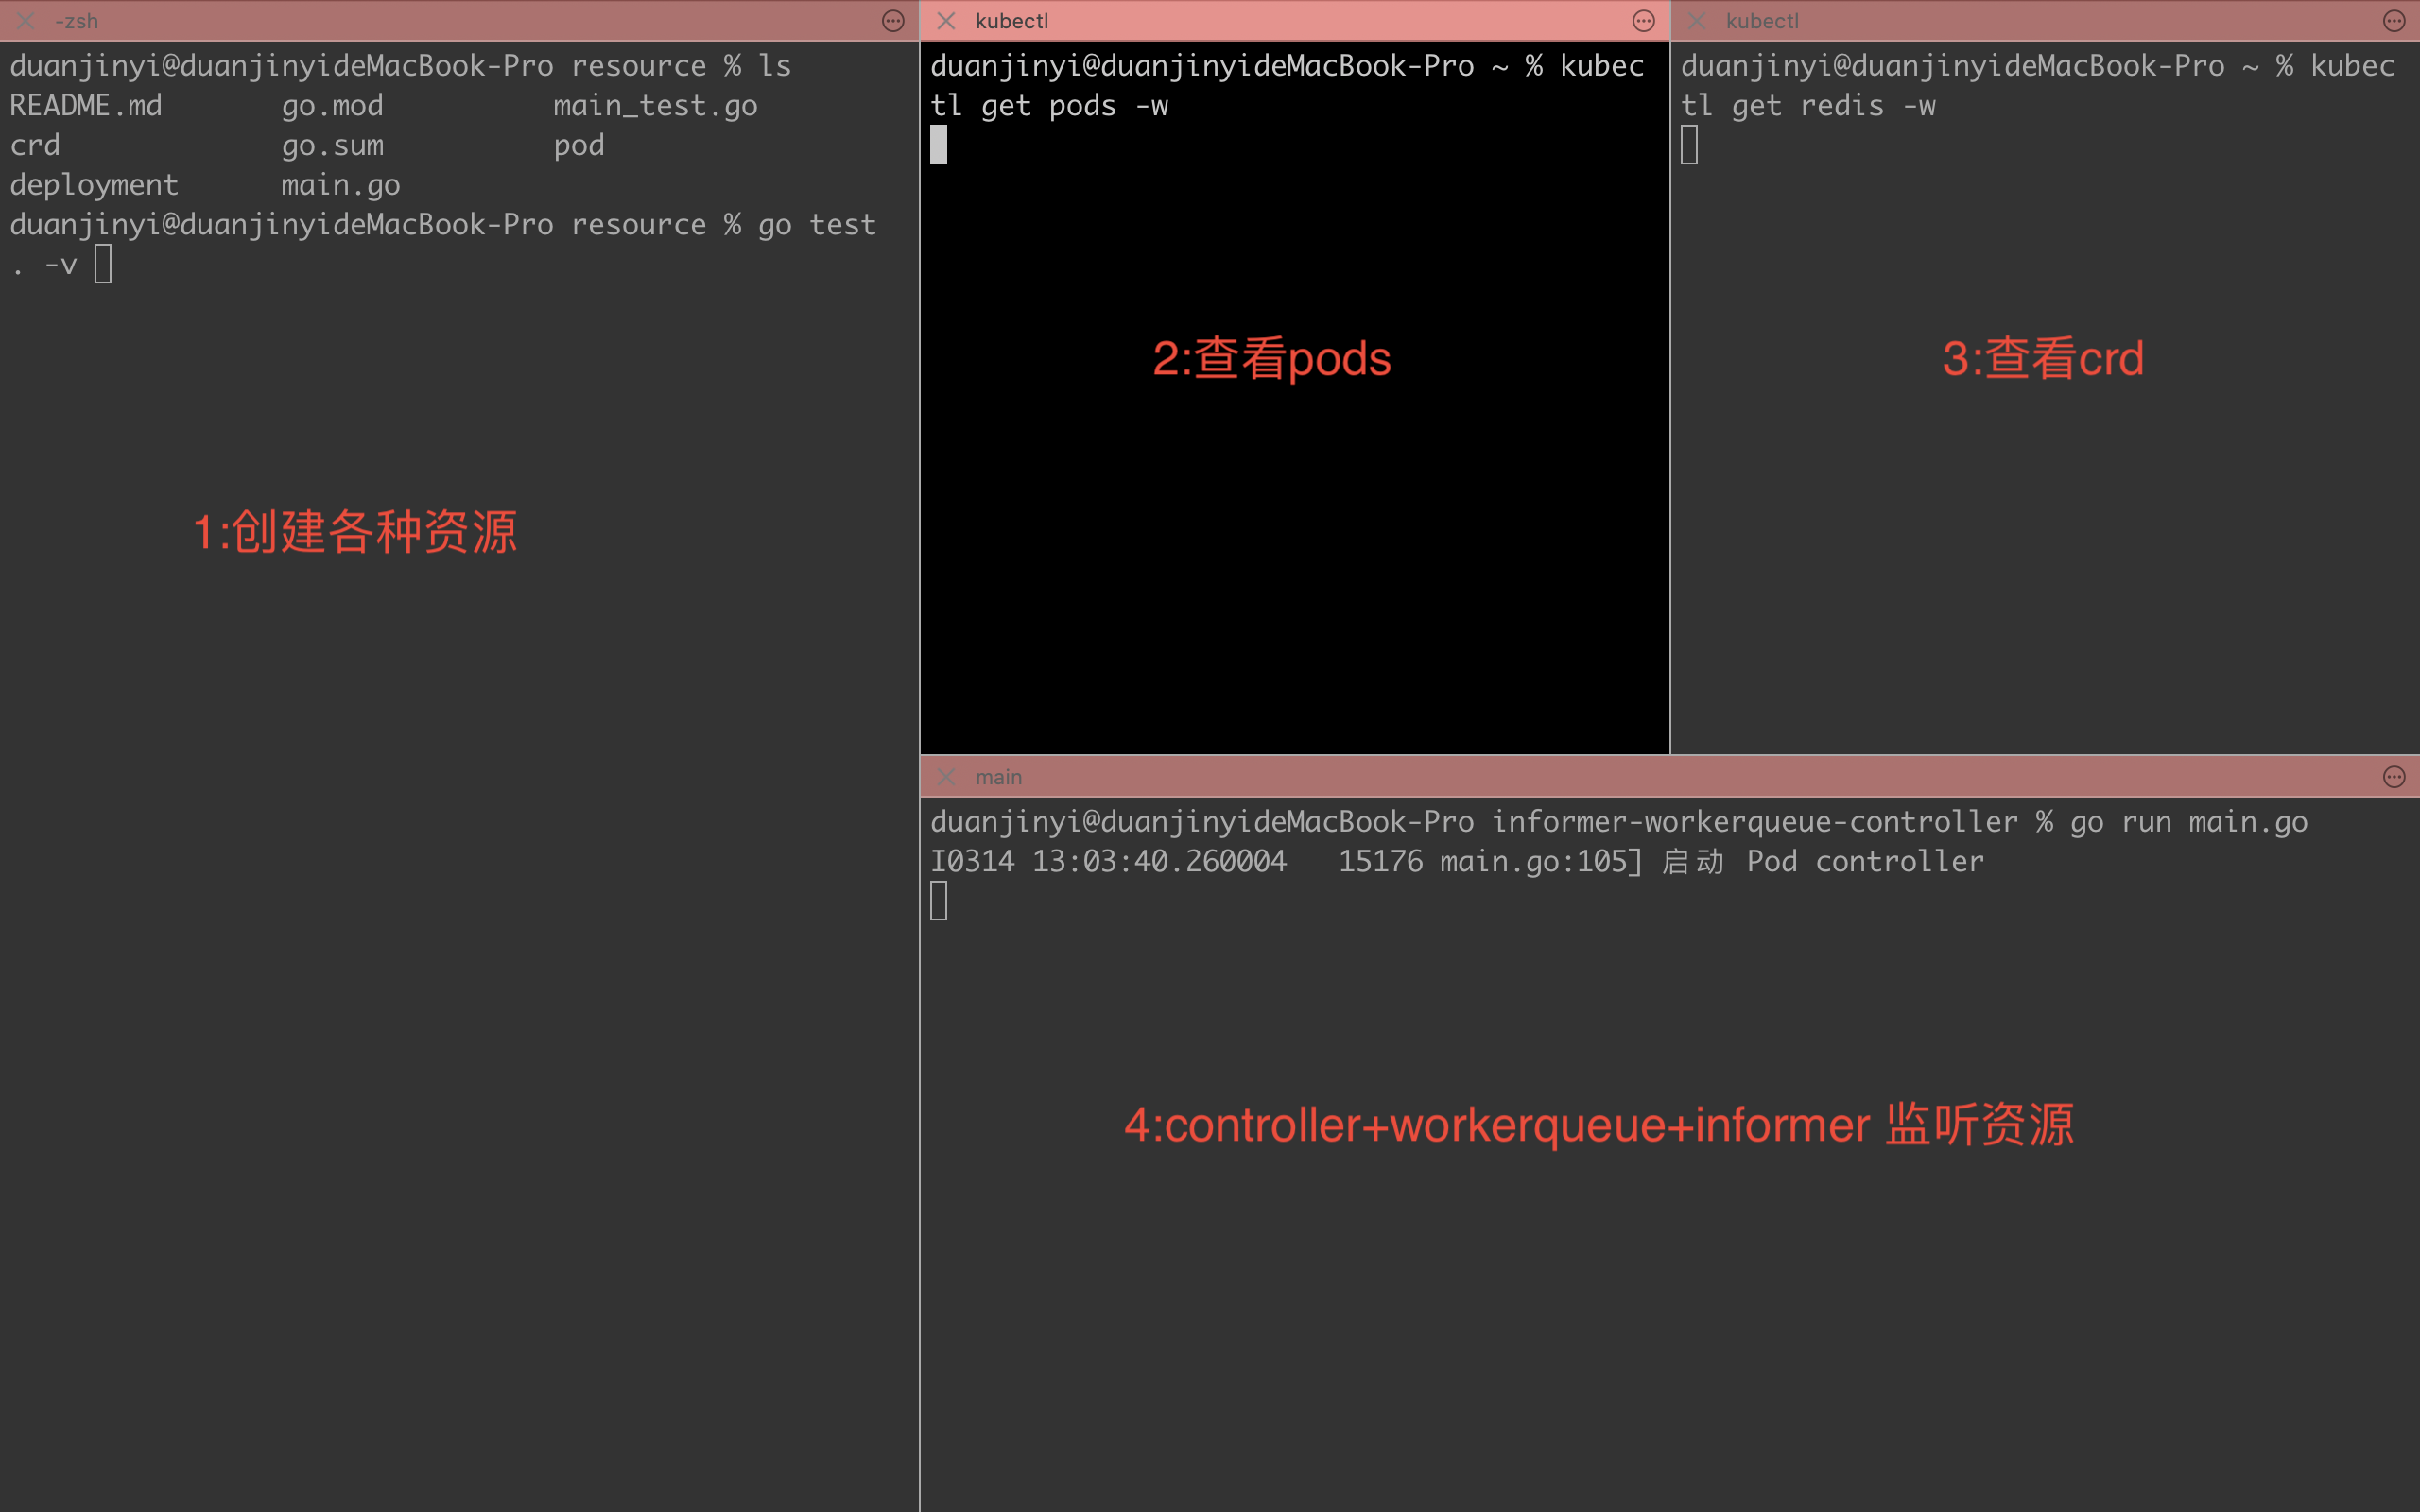 -zsh
duanjinyi@duanjinyideMacBook-Pro resource % ls
README.md go.mod main_test.go
crd go.sum pod
deployment main.go
duanjinyi@duanjinyideMacBook-Pro resource % go test
. -v
1:创建各种资源
kubectl
duanjinyi@duanjinyideMacBook-Pro ~ % kubec
tl get pods -w
2:查看pods
kubectl
duanjinyi@duanjinyideMacBook-Pro ~ % kubec
tl get redis -w
3:查看crd
main
duanjinyi@duanjinyideMacBook-Pro informer-workerqueue-controller % go run main.go
I0314 13:03:40.260004 15176 main.go:105] 启动 Pod controller
4:controller+workerqueue+informer 监听资源